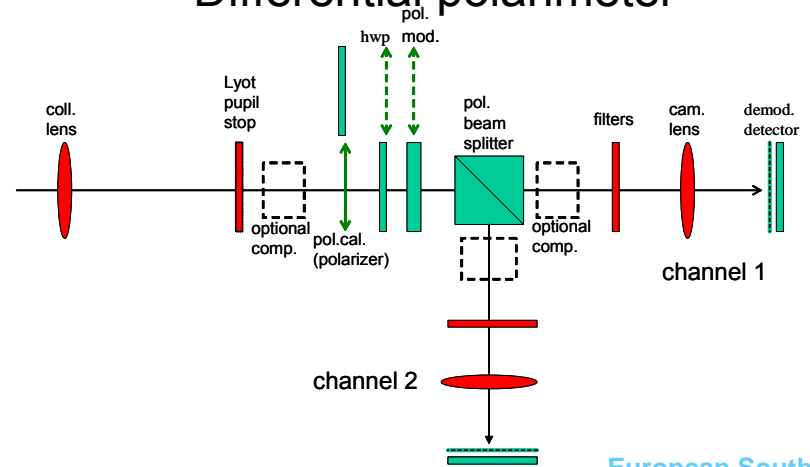 Differential polarimeter
pol.
hwp mod.
Lyot
pupil
stop
coll.
lens
pol.
beam
splitter
filters
cam.
lens
demod.
detector
optional
comp.
pol.cal.
(polarizer)
optional
comp.
channel 1
channel 2
European South